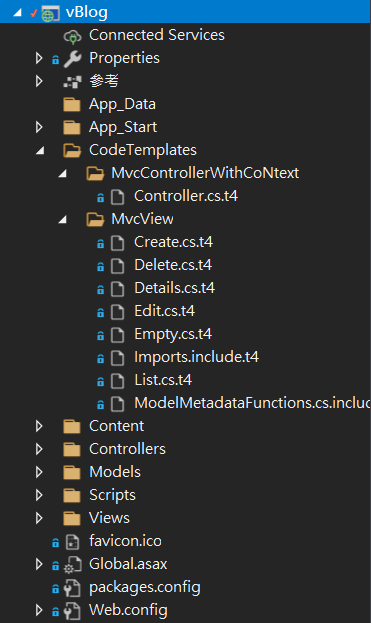 vBlog
Connected Services
Properties
參考
App_Data
App_Start
CodeTemplates
MvcControllerWithCoNtext
Controller.cs.t4
MvcView
Create.cs.t4
Delete.cs.t4
Details.cs.t4
Edit.cs.t4
Empty.cs.t4
Imports.include.t4
List.cs.t4
ModelMetadataFunctions.cs.includ
Content
Controllers
Models
Scripts
Views
favicon.ico
Global.asax
packages.config
Web.config